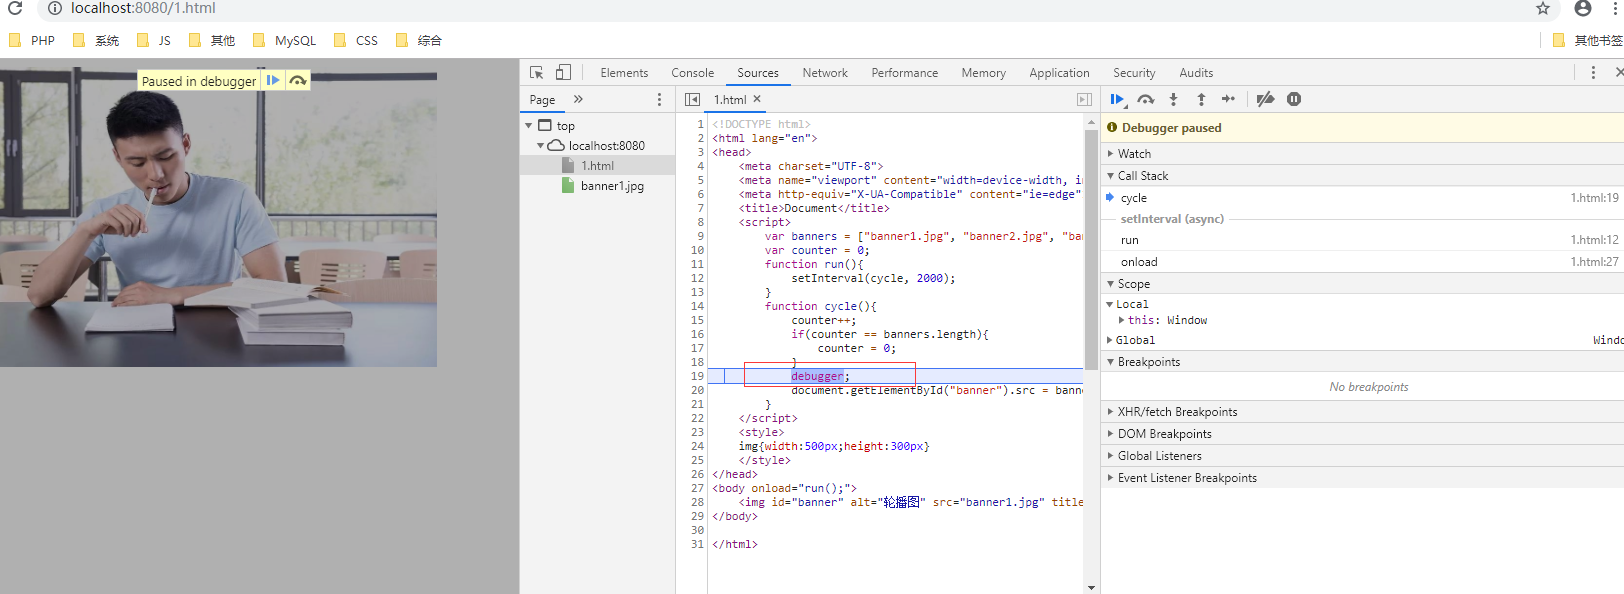 localhost:8080/1.html
PHP 系统 JS 其他 MySQL CSS 综合 其他书签
Paused in debugger
Elements Console Sources Network Performance Memory Application Security Audits
Page
1.html
top
localhost:8080
1.html
banner1.jpg
1 <!DOCTYPE html>
2 <html lang="en">
3 <head>
4 <meta charset="UTF-8">
5 <meta name="viewport" content="width=device-width, in
6 <meta http-equiv="X-UA-Compatible" content="ie=edge"
7 <title>Document</title>
8 <script>
9 var banners = ["banner1.jpg", "banner2.jpg", "ban
10 var counter = 0;
11 function run(){
12 setInterval(cycle, 2000);
13 }
14 function cycle(){
15 counter++;
16 if(counter == banners.length){
17 counter = 0;
18 }
19 debugger;
20 document.getElementById("banner").src = bann
21 }
22 </script>
23 <style>
24 img{width:500px;height:300px}
25 </style>
26 </head>
27 <body onload="run();">
28 <img id="banner" alt="轮播图" src="banner1.jpg" title
29 </body>
30
31 </html>
Debugger paused
Watch
Call Stack
cycle 1.html:19
setInterval (async)
run 1.html:12
onload 1.html:27
Scope
Local
this: Window
Global Windo
Breakpoints
No breakpoints
XHR/fetch Breakpoints
DOM Breakpoints
Global Listeners
Event Listener Breakpoints